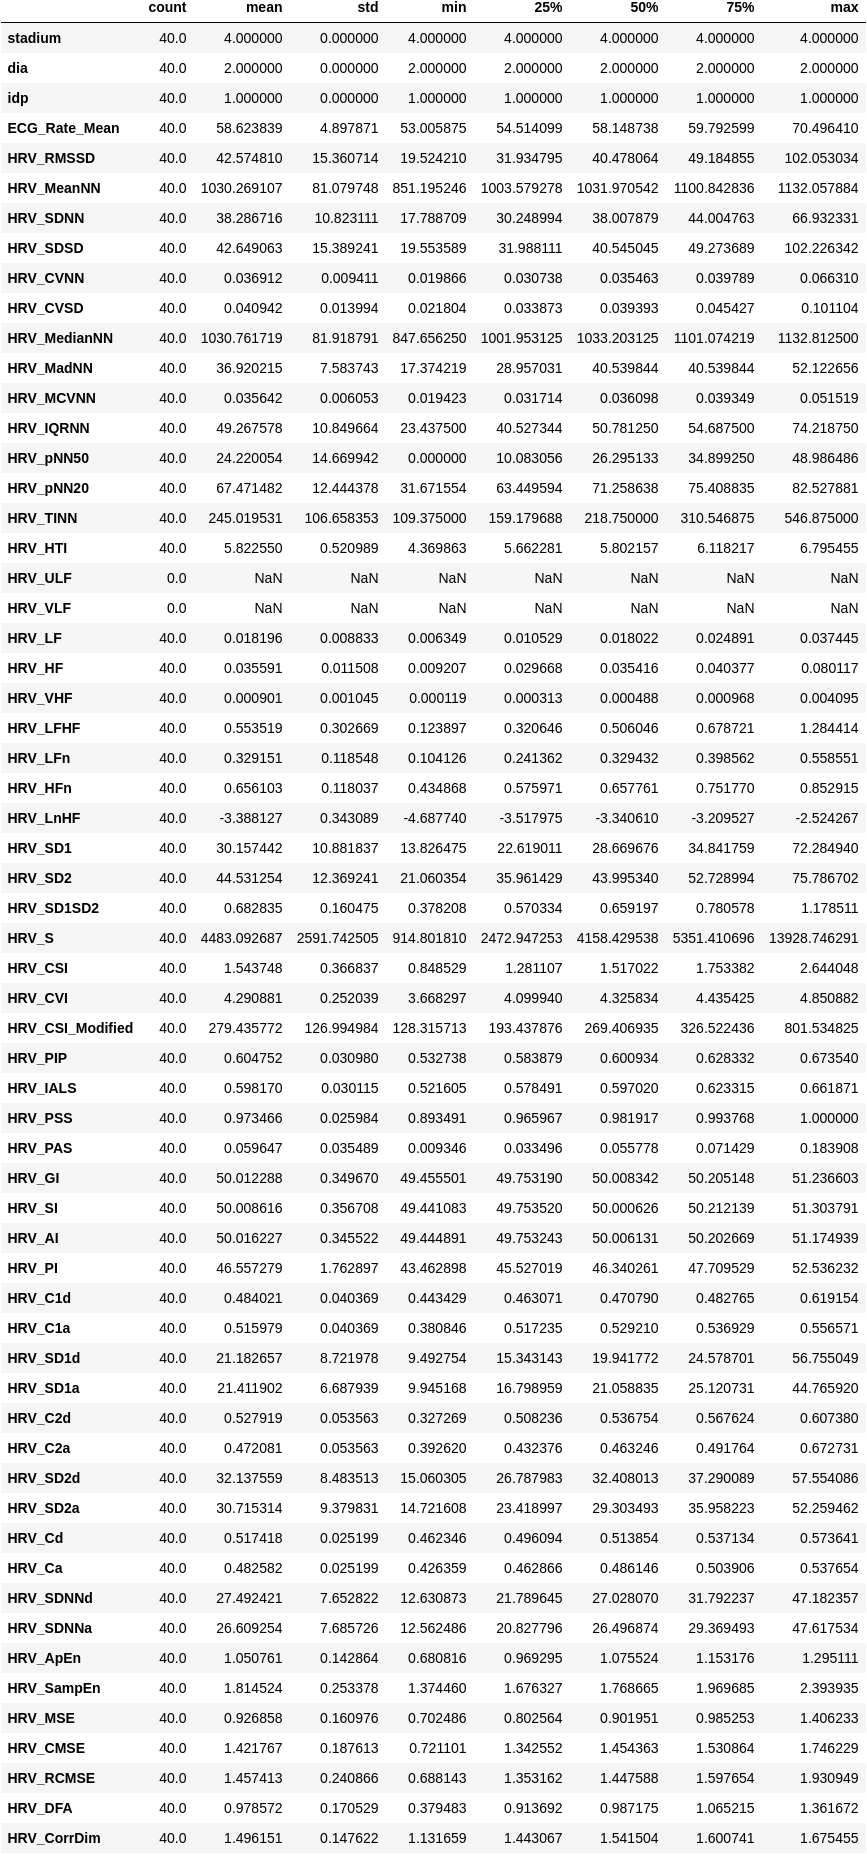 count mean std min 25% 50% 75% max
stadium 40.0 4.000000 0.000000 4.000000 4.000000 4.000000 4.000000 4.000000
dia 40.0 2.000000 0.000000 2.000000 2.000000 2.000000 2.000000 2.000000
idp 40.0 1.000000 0.000000 1.000000 1.000000 1.000000 1.000000 1.000000
ECG_Rate_Mean 40.0 58.623839 4.897871 53.005875 54.514099 58.148738 59.792599 70.496410
HRV_RMSSD 40.0 42.574810 15.360714 19.524210 31.934795 40.478064 49.184855 102.053034
HRV_MeanNN 40.0 1030.269107 81.079748 851.195246 1003.579278 1031.970542 1100.842836 1132.057884
HRV_SDNN 40.0 38.286716 10.823111 17.788709 30.248994 38.007879 44.004763 66.932331
HRV_SDSD 40.0 42.649063 15.389241 19.553589 31.988111 40.545045 49.273689 102.226342
HRV_CVNN 40.0 0.036912 0.009411 0.019866 0.030738 0.035463 0.039789 0.066310
HRV_CVSD 40.0 0.040942 0.013994 0.021804 0.033873 0.039393 0.045427 0.101104
HRV_MedianNN 40.0 1030.761719 81.918791 847.656250 1001.953125 1033.203125 1101.074219 1132.812500
HRV_MadNN 40.0 36.920215 7.583743 17.374219 28.957031 40.539844 40.539844 52.122656
HRV_MCVNN 40.0 0.035642 0.006053 0.019423 0.031714 0.036098 0.039349 0.051519
HRV_IQRNN 40.0 49.267578 10.849664 23.437500 40.527344 50.781250 54.687500 74.218750
HRV_pNN50 40.0 24.220054 14.669942 0.000000 10.083056 26.295133 34.899250 48.986486
HRV_pNN20 40.0 67.471482 12.444378 31.671554 63.449594 71.258638 75.408835 82.527881
HRV_TINN 40.0 245.019531 106.658353 109.375000 159.179688 218.750000 310.546875 546.875000
HRV_HTI 40.0 5.822550 0.520989 4.369863 5.662281 5.802157 6.118217 6.795455
HRV_ULF 0.0 NaN NaN NaN NaN NaN NaN NaN
HRV_VLF 0.0 NaN NaN NaN NaN NaN NaN NaN
HRV_LF 40.0 0.018196 0.008833 0.006349 0.010529 0.018022 0.024891 0.037445
HRV_HF 40.0 0.035591 0.011508 0.009207 0.029668 0.035416 0.040377 0.080117
HRV_VHF 40.0 0.000901 0.001045 0.000119 0.000313 0.000488 0.000968 0.004095
HRV_LFHF 40.0 0.553519 0.302669 0.123897 0.320646 0.506046 0.678721 1.284414
HRV_LFn 40.0 0.329151 0.118548 0.104126 0.241362 0.329432 0.398562 0.558551
HRV_HFn 40.0 0.656103 0.118037 0.434868 0.575971 0.657761 0.751770 0.852915
HRV_LnHF 40.0 -3.388127 0.343089 -4.687740 -3.517975 -3.340610 -3.209527 -2.524267
HRV_SD1 40.0 30.157442 10.881837 13.826475 22.619011 28.669676 34.841759 72.284940
HRV_SD2 40.0 44.531254 12.369241 21.060354 35.961429 43.995340 52.728994 75.786702
HRV_SD1SD2 40.0 0.682835 0.160475 0.378208 0.570334 0.659197 0.780578 1.178511
HRV_S 40.0 4483.092687 2591.742505 914.801810 2472.947253 4158.429538 5351.410696 13928.746291
HRV_CSI 40.0 1.543748 0.366837 0.848529 1.281107 1.517022 1.753382 2.644048
HRV_CVI 40.0 4.290881 0.252039 3.668297 4.099940 4.325834 4.435425 4.850882
HRV_CSI_Modified 40.0 279.435772 126.994984 128.315713 193.437876 269.406935 326.522436 801.534825
HRV_PIP 40.0 0.604752 0.030980 0.532738 0.583879 0.600934 0.628332 0.673540
HRV_IALS 40.0 0.598170 0.030115 0.521605 0.578491 0.597020 0.623315 0.661871
HRV_PSS 40.0 0.973466 0.025984 0.893491 0.965967 0.981917 0.993768 1.000000
HRV_PAS 40.0 0.059647 0.035489 0.009346 0.033496 0.055778 0.071429 0.183908
HRV_GI 40.0 50.012288 0.349670 49.455501 49.753190 50.008342 50.205148 51.236603
HRV_SI 40.0 50.008616 0.356708 49.441083 49.753520 50.000626 50.212139 51.303791
HRV_AI 40.0 50.016227 0.345522 49.444891 49.753243 50.006131 50.202669 51.174939
HRV_PI 40.0 46.557279 1.762897 43.462898 45.527019 46.340261 47.709529 52.536232
HRV_C1d 40.0 0.484021 0.040369 0.443429 0.463071 0.470790 0.482765 0.619154
HRV_C1a 40.0 0.515979 0.040369 0.380846 0.517235 0.529210 0.536929 0.556571
HRV_SD1d 40.0 21.182657 8.721978 9.492754 15.343143 19.941772 24.578701 56.755049
HRV_SD1a 40.0 21.411902 6.687939 9.945168 16.798959 21.058835 25.120731 44.765920
HRV_C2d 40.0 0.527919 0.053563 0.327269 0.508236 0.536754 0.567624 0.607380
HRV_C2a 40.0 0.472081 0.053563 0.392620 0.432376 0.463246 0.491764 0.672731
HRV_SD2d 40.0 32.137559 8.483513 15.060305 26.787983 32.408013 37.290089 57.554086
HRV_SD2a 40.0 30.715314 9.379831 14.721608 23.418997 29.303493 35.958223 52.259462
HRV_Cd 40.0 0.517418 0.025199 0.462346 0.496094 0.513854 0.537134 0.573641
HRV_Ca 40.0 0.482582 0.025199 0.426359 0.462866 0.486146 0.503906 0.537654
HRV_SDNNd 40.0 27.492421 7.652822 12.630873 21.789645 27.028070 31.792237 47.182357
HRV_SDNNa 40.0 26.609254 7.685726 12.562486 20.827796 26.496874 29.369493 47.617534
HRV_ApEn 40.0 1.050761 0.142864 0.680816 0.969295 1.075524 1.153176 1.295111
HRV_SampEn 40.0 1.814524 0.253378 1.374460 1.676327 1.768665 1.969685 2.393935
HRV_MSE 40.0 0.926858 0.160976 0.702486 0.802564 0.901951 0.985253 1.406233
HRV_CMSE 40.0 1.421767 0.187613 0.721101 1.342552 1.454363 1.530864 1.746229
HRV_RCMSE 40.0 1.457413 0.240866 0.688143 1.353162 1.447588 1.597654 1.930949
HRV_DFA 40.0 0.978572 0.170529 0.379483 0.913692 0.987175 1.065215 1.361672
HRV_CorrDim 40.0 1.496151 0.147622 1.131659 1.443067 1.541504 1.600741 1.675455